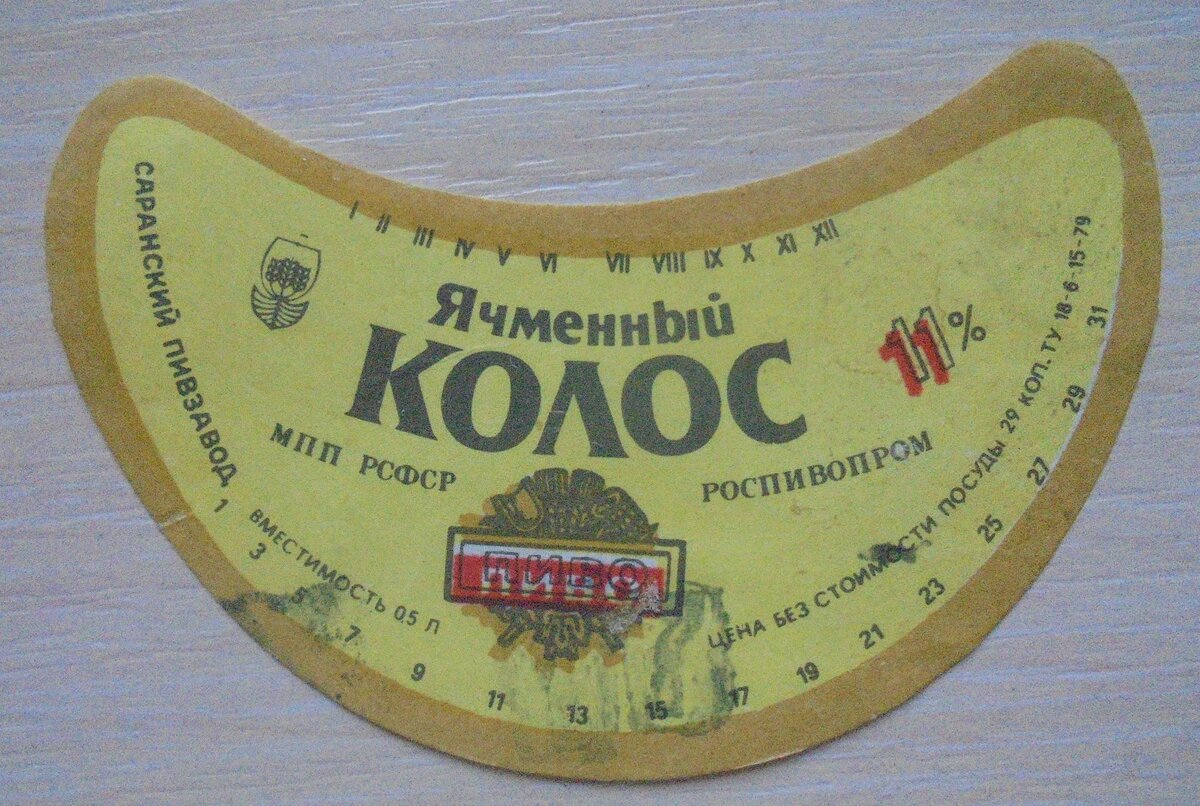 I II III IV V VI VII VIII IX X XI XII
Ячменный
КОЛОС
11%
САРАНСКИЙ ПИВЗАВОД
МПП РСФСР
РОСПИВОПРОМ
ПИВО
ВМЕСТИМОСТЬ 0.5 Л
ЦЕНА БЕЗ СТОИМОСТИ ПОСУДЫ 29 КОП. ТУ 18-6-15-79
1 3 5 7 9 11 13 15 17 19 21 23 25 27 29 31